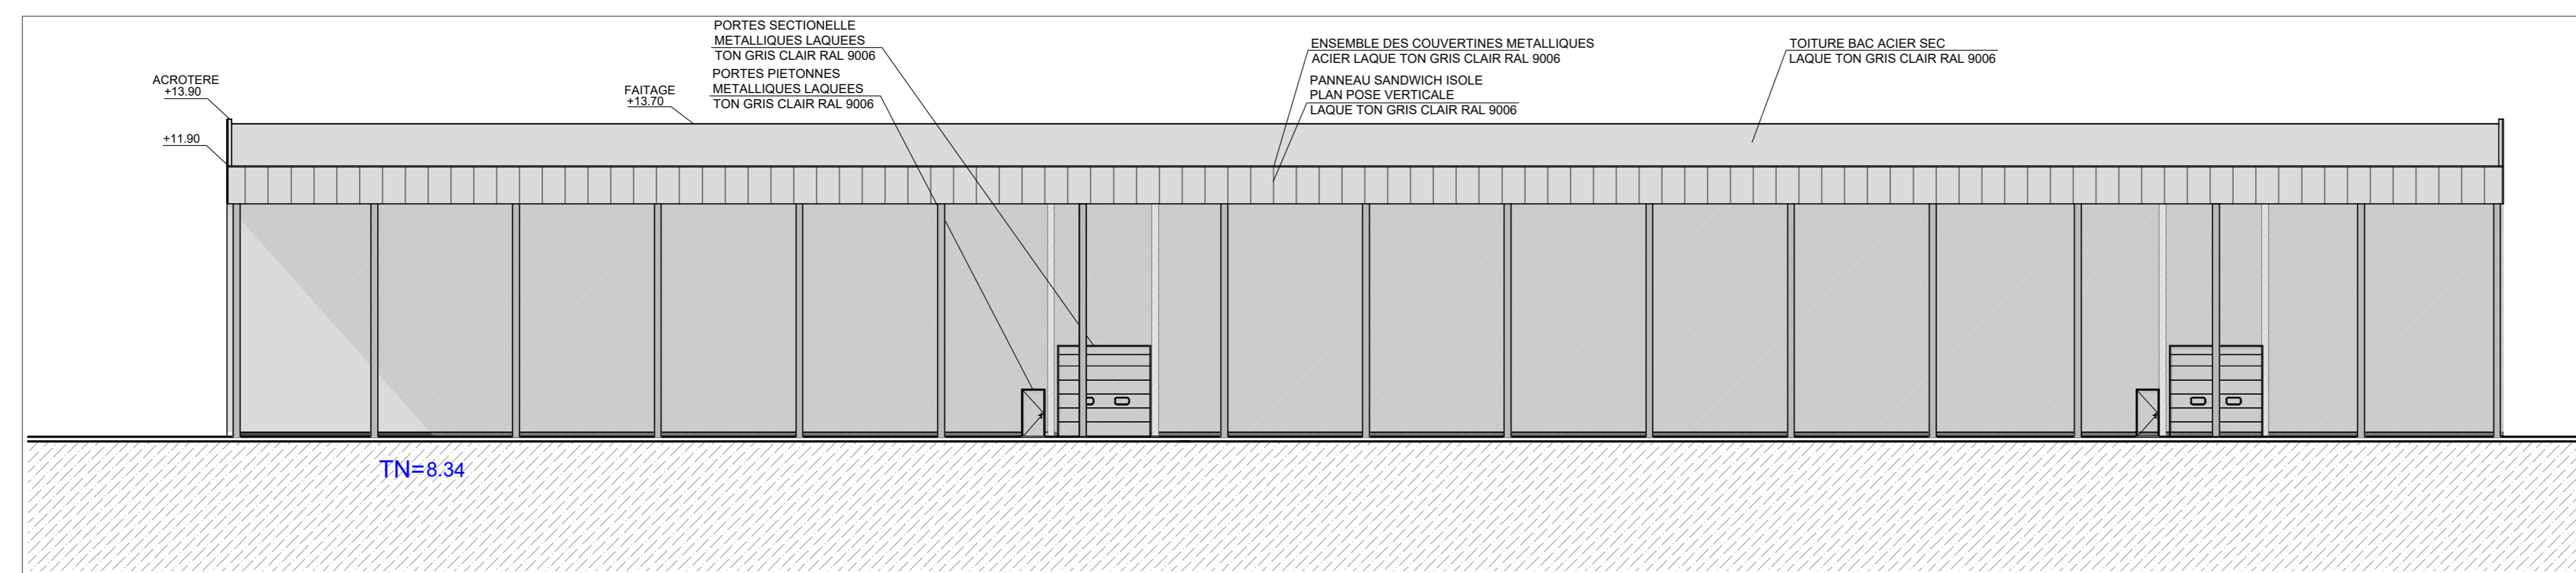 PORTES SECTIONELLE
METALLIQUES LAQUEES
TON GRIS CLAIR RAL 9006
PORTES PIETONNES
METALLIQUES LAQUEES
TON GRIS CLAIR RAL 9006
ENSEMBLE DES COUVERTINES METALLIQUES
ACIER LAQUE TON GRIS CLAIR RAL 9006
PANNEAU SANDWICH ISOLE
PLAN POSE VERTICALE
LAQUE TON GRIS CLAIR RAL 9006
TOITURE BAC ACIER SEC
LAQUE TON GRIS CLAIR RAL 9006
ACROTERE
+13.90
FAITAGE
+13.70
+11.90
TN=8.34